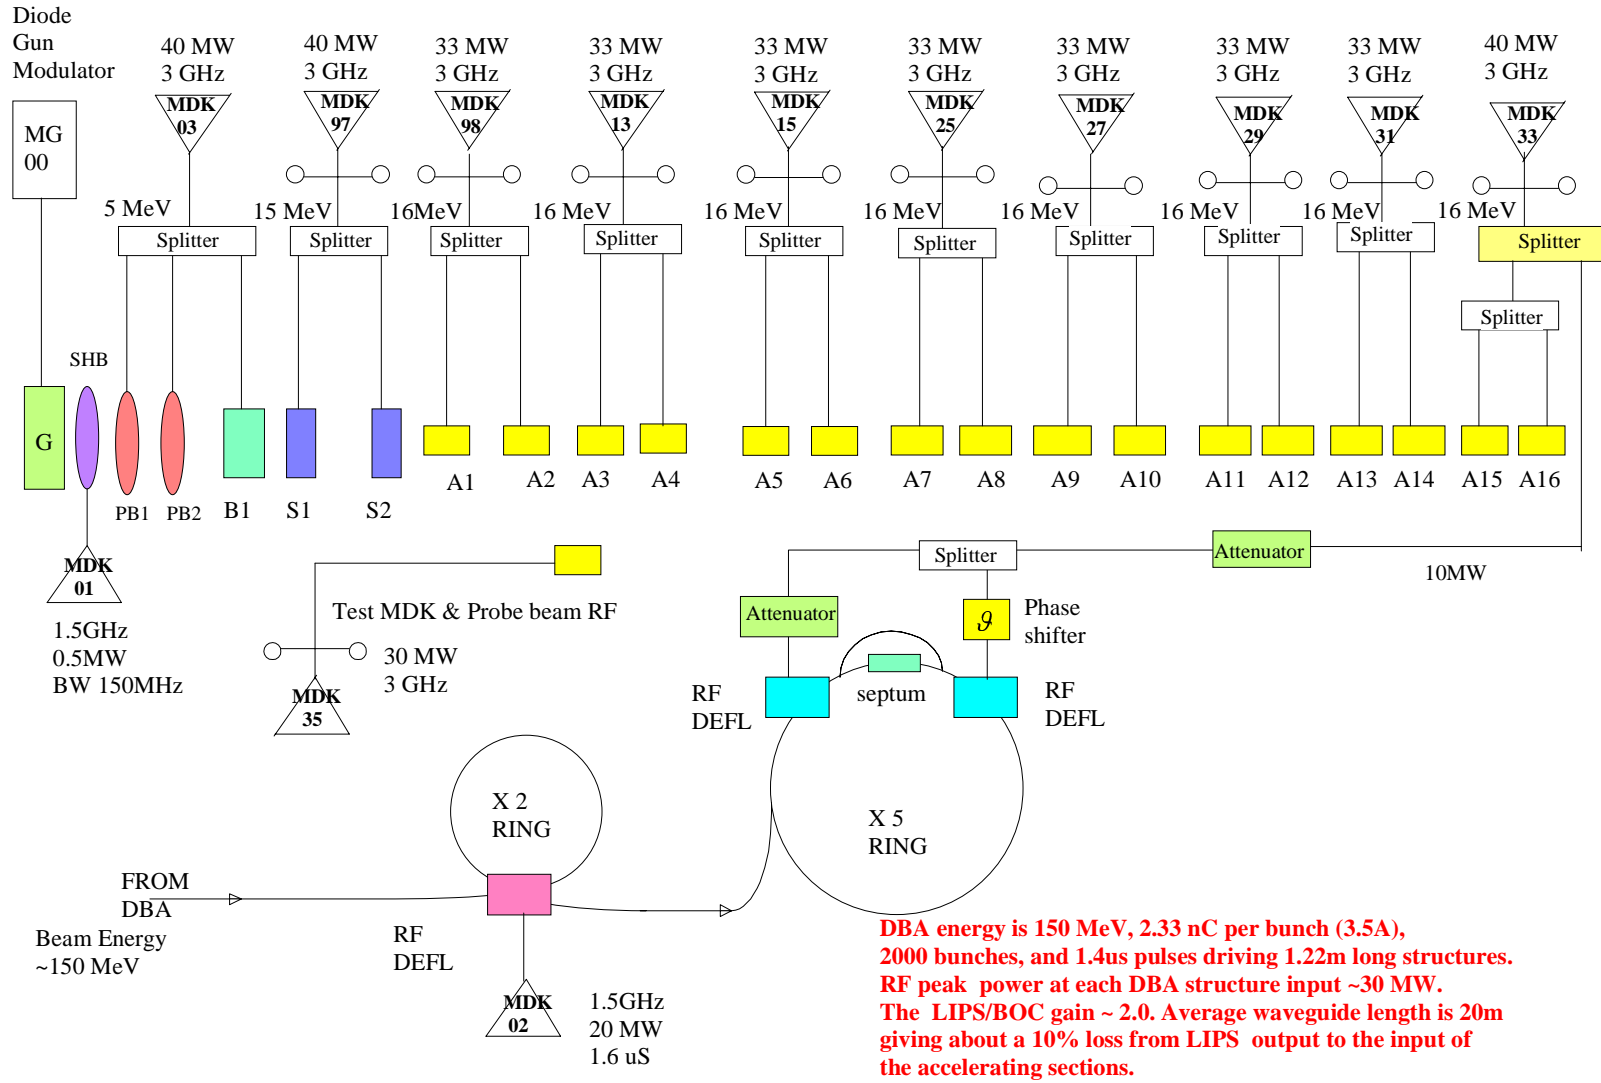 Diode
Gun
Modulator
40 MW
3 GHz
40 MW
3 GHz
33 MW
3 GHz
33 MW
3 GHz
33 MW
3 GHz
33 MW
3 GHz
33 MW
3 GHz
33 MW
3 GHz
33 MW
3 GHz
40 MW
3 GHz
MG
00
MDK
03
MDK
97
MDK
98
MDK
13
MDK
15
MDK
25
MDK
27
MDK
29
MDK
31
MDK
33
5 MeV
15 MeV
16MeV
16 MeV
16 MeV
16 MeV
16 MeV
16 MeV
16 MeV
16 MeV
Splitter
Splitter
Splitter
Splitter
Splitter
Splitter
Splitter
Splitter
Splitter
Splitter
Splitter
SHB
G
PB1
PB2
B1
S1
S2
A1
A2
A3
A4
A5
A6
A7
A8
A9
A10
A11
A12
A13
A14
A15
A16
MDK
01
1.5GHz
0.5MW
BW 150MHz
Test MDK & Probe beam RF
30 MW
3 GHz
MDK
35
Splitter
Attenuator
10MW
Attenuator
ϑ
Phase
shifter
RF
DEFL
septum
RF
DEFL
X 2
RING
X 5
RING
FROM
DBA
Beam Energy
~150 MeV
RF
DEFL
MDK
02
1.5GHz
20 MW
1.6 uS
DBA energy is 150 MeV, 2.33 nC per bunch (3.5A),
2000 bunches, and 1.4us pulses driving 1.22m long structures.
RF peak power at each DBA structure input ~30 MW.
The LIPS/BOC gain ~ 2.0. Average waveguide length is 20m
giving about a 10% loss from LIPS output to the input of
the accelerating sections.